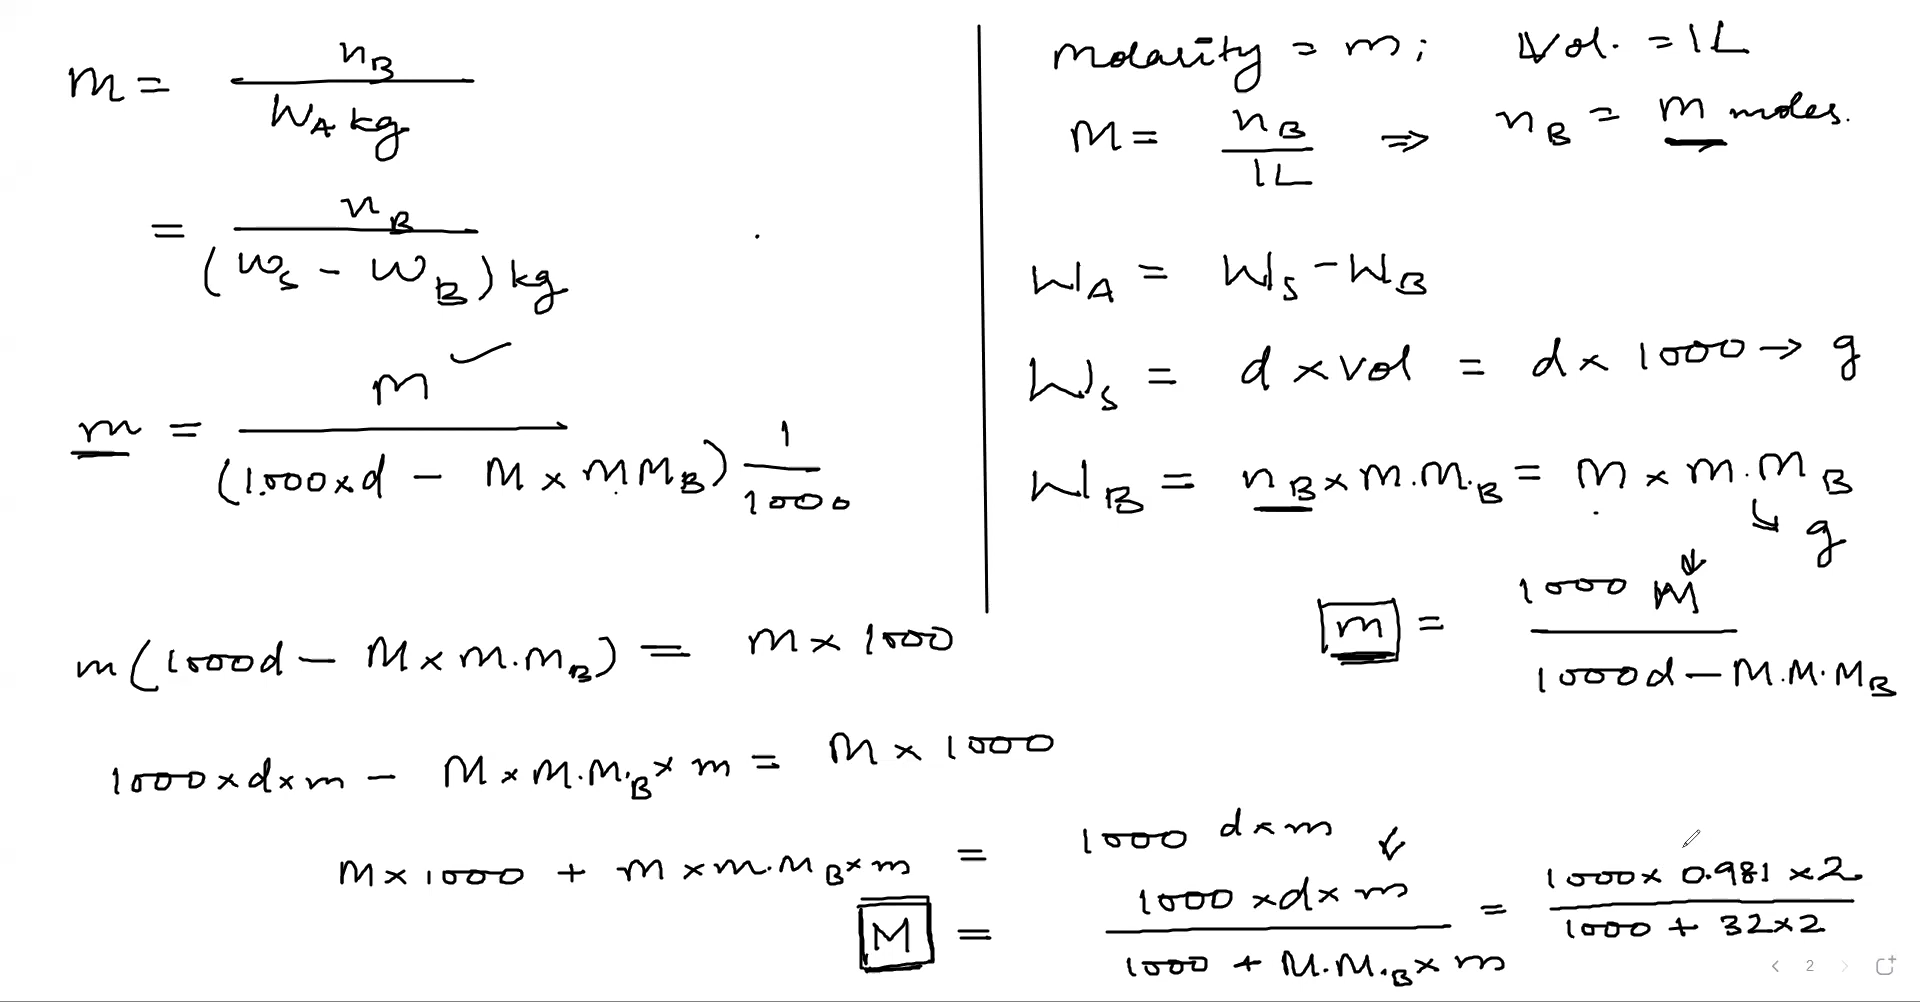 m = n_B / W_A kg
= n_B / (W_S - W_B) kg
m = M / (1000 × d - M × M M_B) 1/1000
Molarity = M; Vol. = 1L
M = n_B / 1L ⇒ n_B = M moles.
W_A = W_S - W_B
W_S = d × Vol = d × 1000 → g
W_B = n_B × M.M._B = M × M.M_B
↳ g
m = 1000 M / 1000d - M.M.M_B
m (1000d - M × M.M_B) = M × 1000
1000 × d × m - M × M.M._B × m = M × 1000
M × 1000 + M × M.M_B × m = 1000 d × m
M = 1000 × d × m / 1000 + M.M._B × m = 1000 × 0.981 × 2 / 1000 + 32 × 2
2